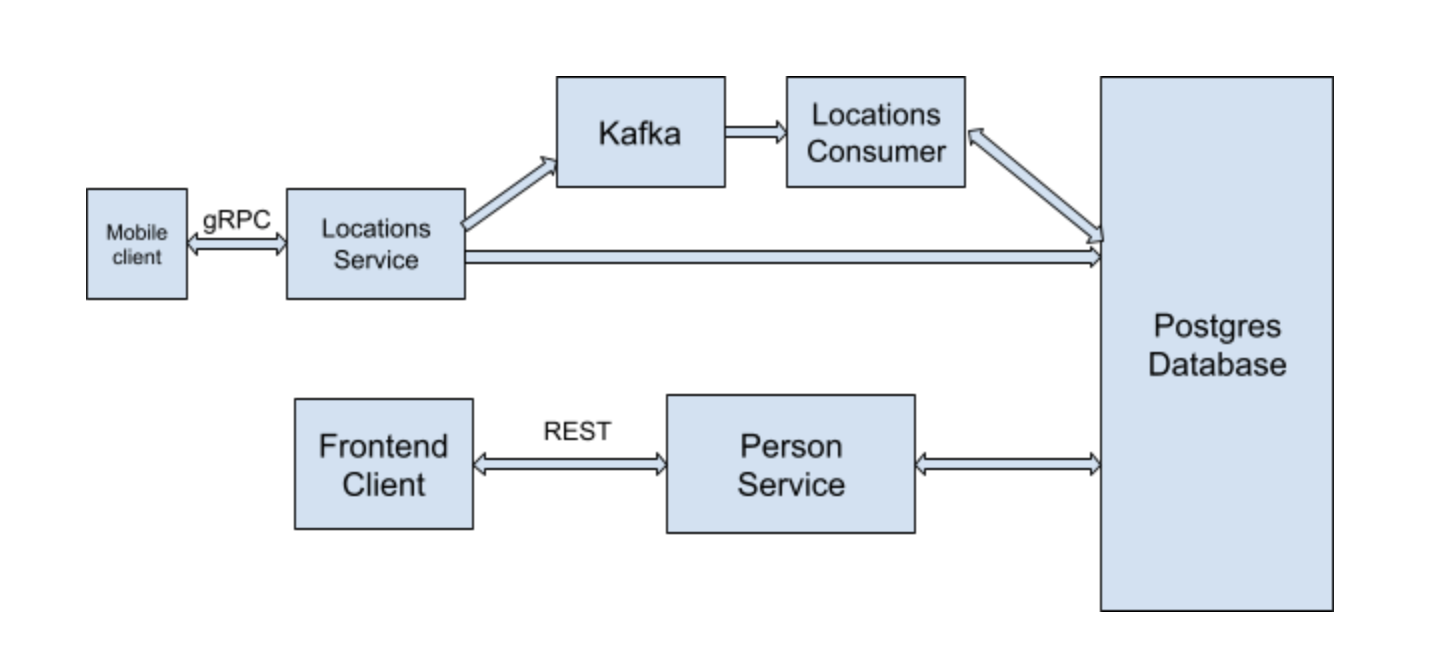 Kafka
Locations
Consumer
Mobile
client
gRPC
Locations
Service
Postgres
Database
Frontend
Client
REST
Person
Service